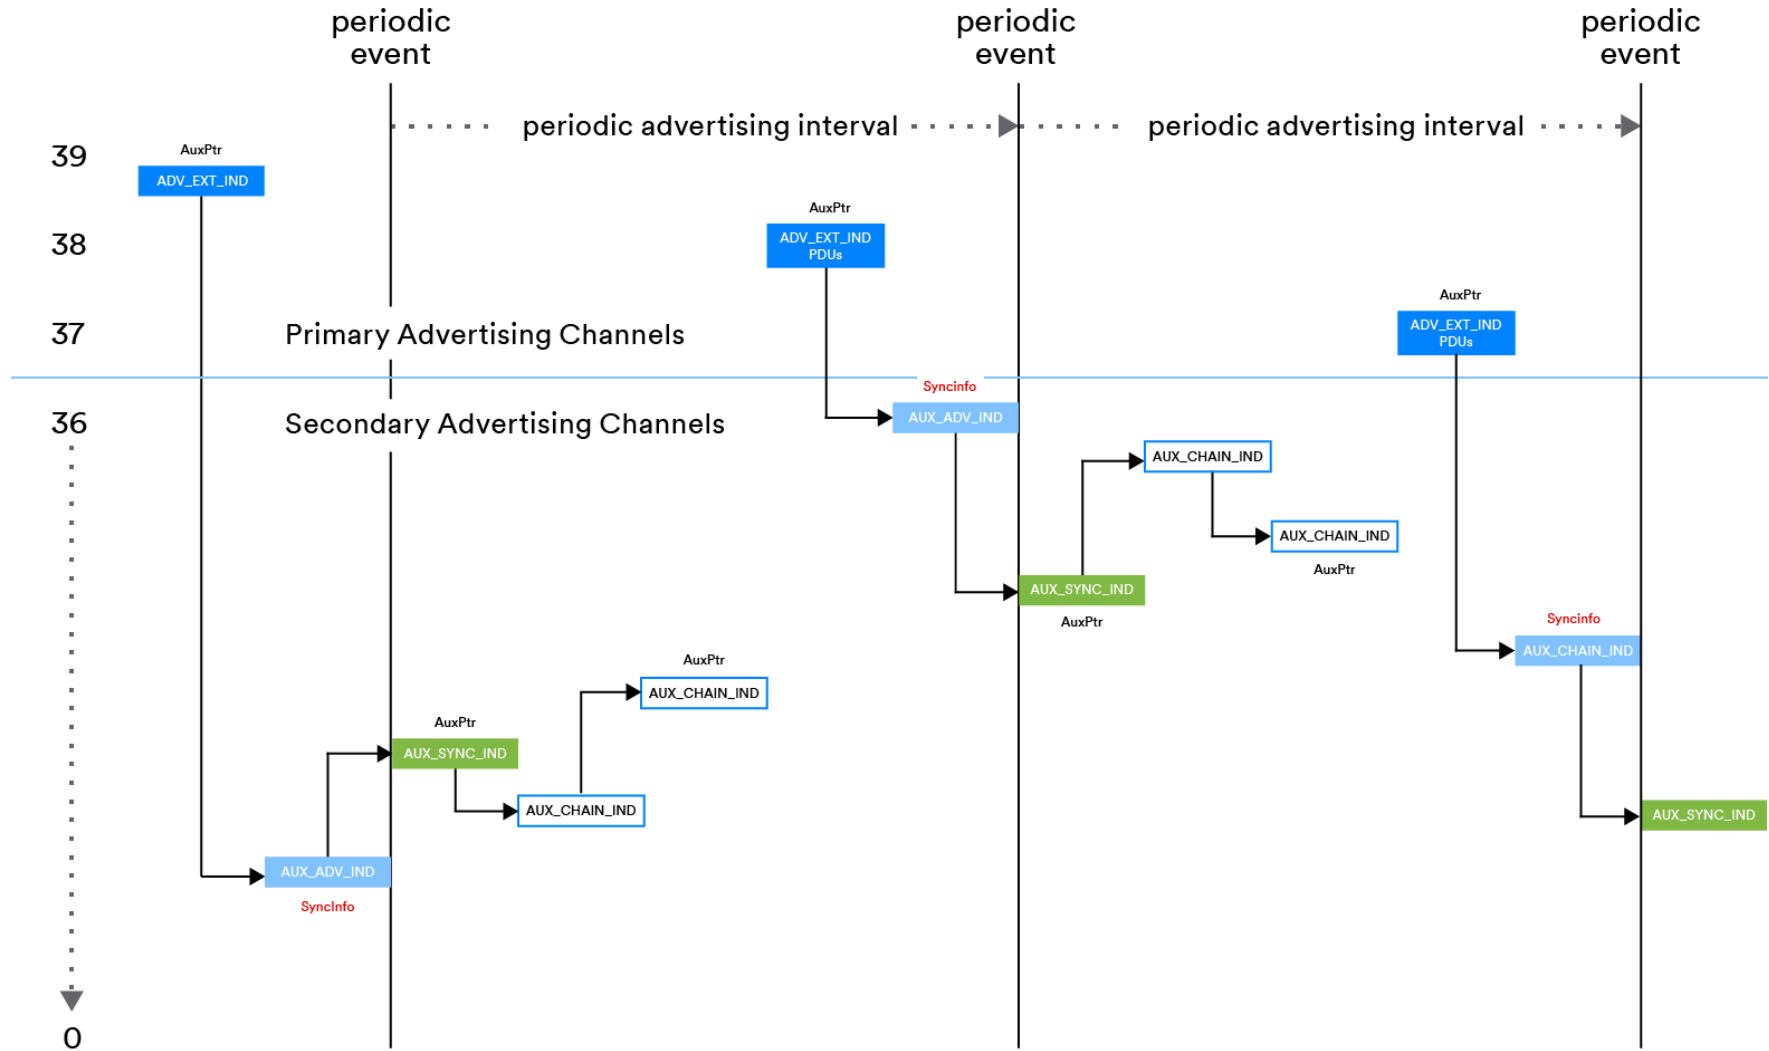 periodic
event
periodic
event
periodic
event
periodic advertising interval
periodic advertising interval
39
AuxPtr
ADV_EXT_IND
38
AuxPtr
ADV_EXT_IND
PDUs
37
Primary Advertising Channels
AuxPtr
ADV_EXT_IND
PDUs
36
Secondary Advertising Channels
Syncinfo
AUX_ADV_IND
AUX_CHAIN_IND
AUX_CHAIN_IND
AuxPtr
AUX_SYNC_IND
AuxPtr
Syncinfo
AUX_CHAIN_IND
AuxPtr
AUX_CHAIN_IND
AuxPtr
AUX_SYNC_IND
AUX_CHAIN_IND
AUX_SYNC_IND
AUX_ADV_IND
SyncInfo
0